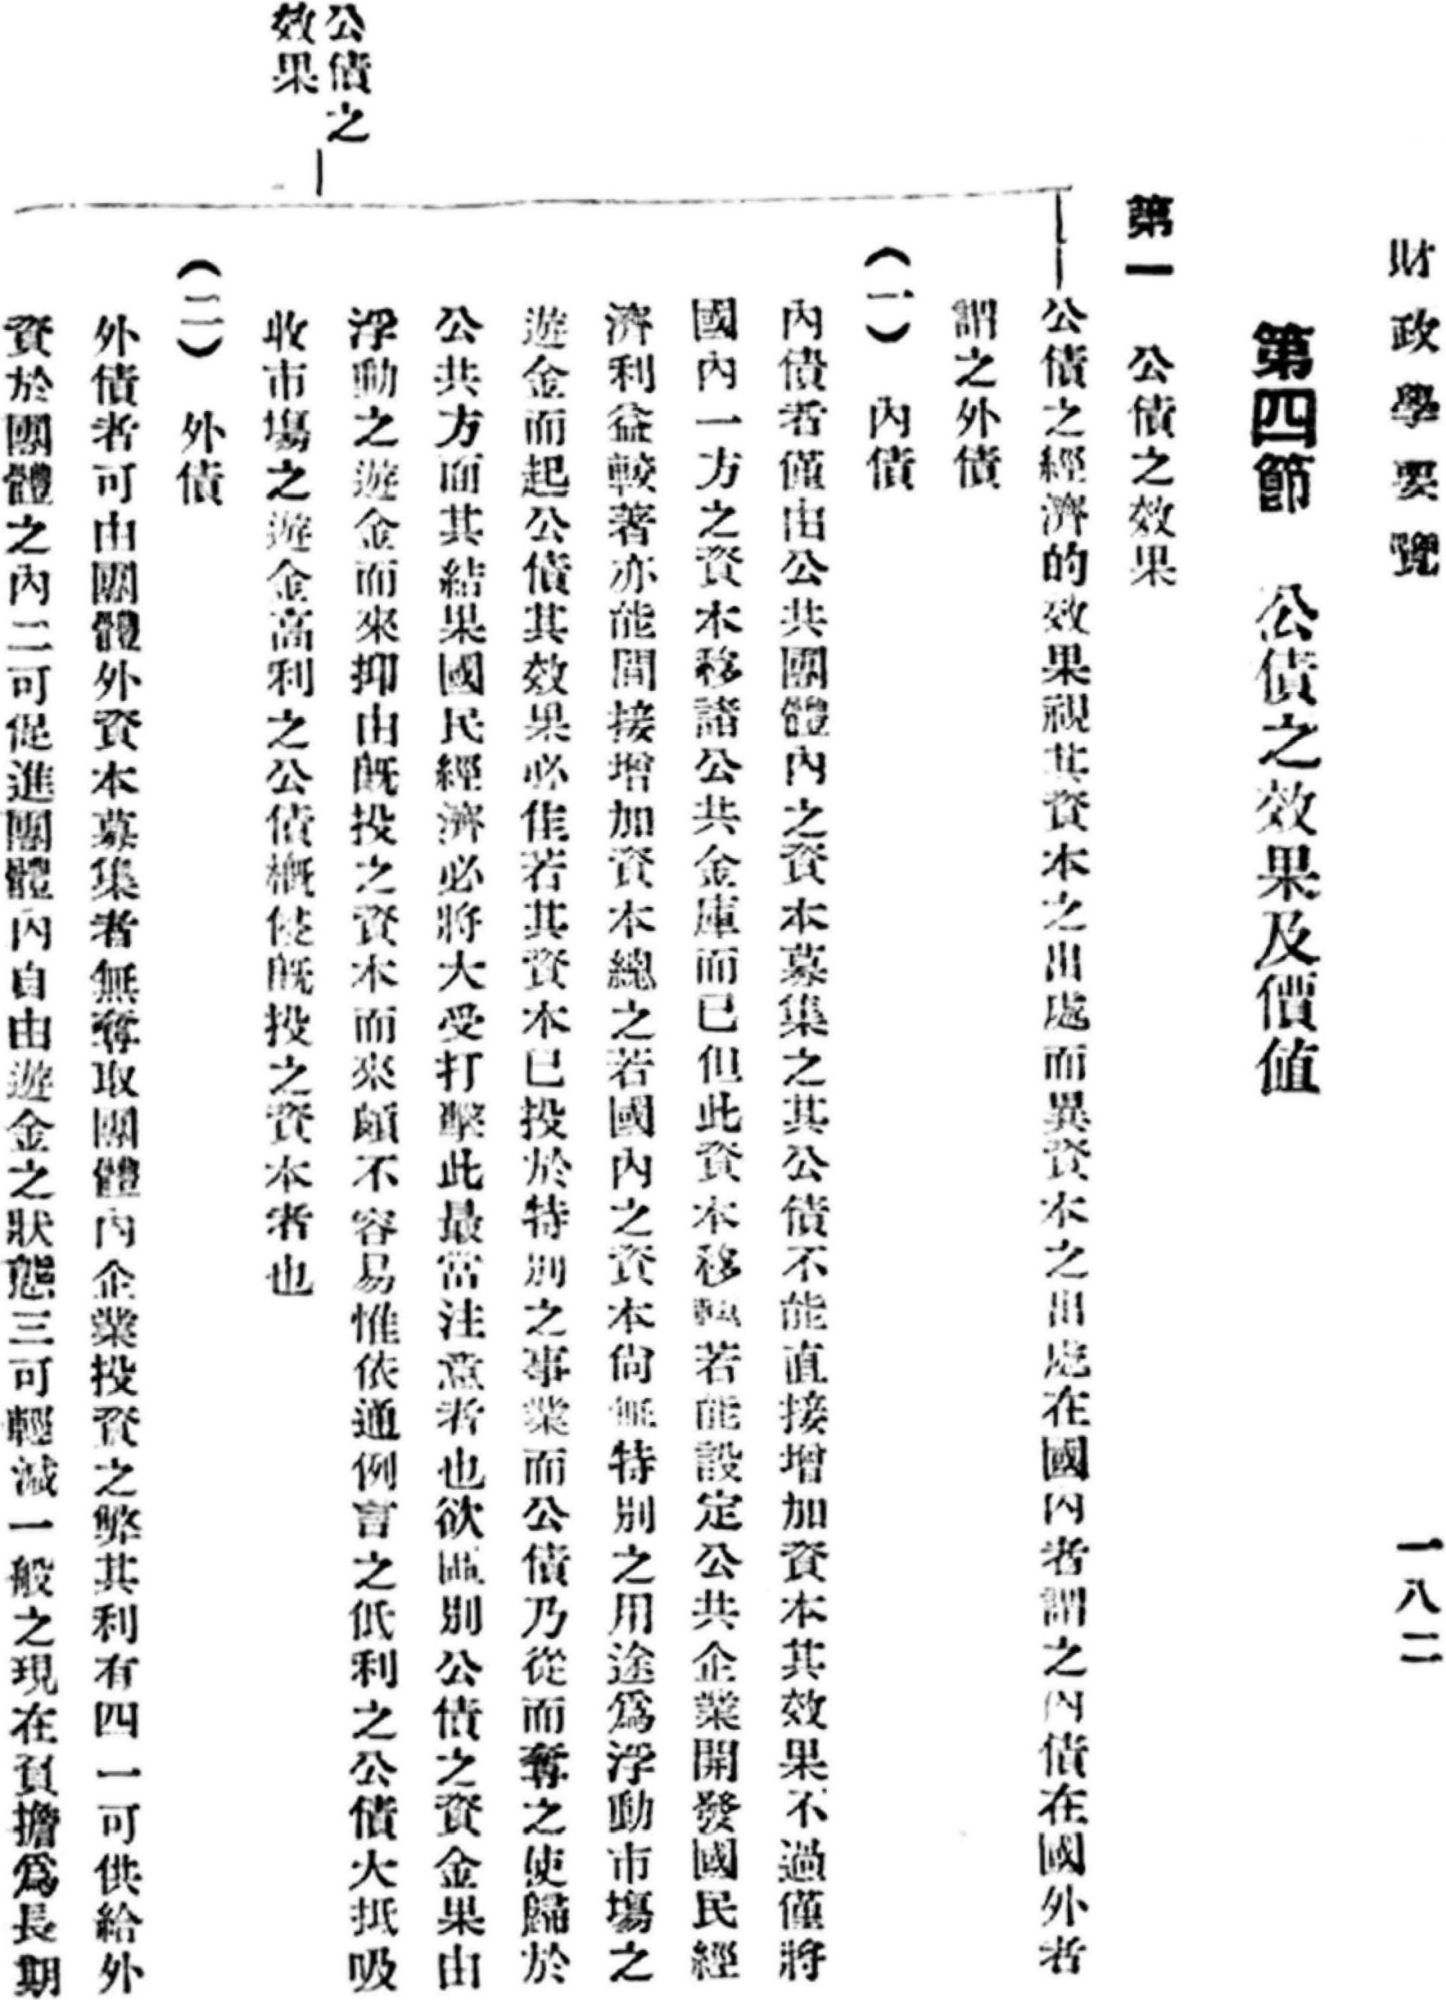 財政學要覽
一八二
第四節　公債之效果及價值
第一　公債之效果
公債之經濟的效果視其資本之出處而異資本之出處在國內者謂之內債在國外者
謂之外債
（一）　內債
內債者僅由公共團體內之資本募集之其公債不能直接增加資本其效果不過僅將
國內一方之資本移諸公共金庫而已但此資本移轉若能設定公共企業開發國民經
濟利益較著亦能間接增加資本總之若國內之資本尙無特別之用途爲浮動市場之
遊金而起公債其效果必佳若其資本已投於特別之事業而公債乃從而奪之使歸於
公共方面其結果國民經濟必將大受打擊此最當注意者也欲區別公債之資金果由
浮動之遊金而來抑由旣投之資本而來頗不容易惟依通例言之低利之公債大抵吸
收市塲之遊金高利之公債概使旣投之資本者也
（二）　外債
外債者可由團體外資本募集者無奪取團體內企業投資之弊其利有四一可供給外
資於團體之內二可促進團體內自由遊金之狀態三可輕減一般之現在負擔爲長期
公債之
效果